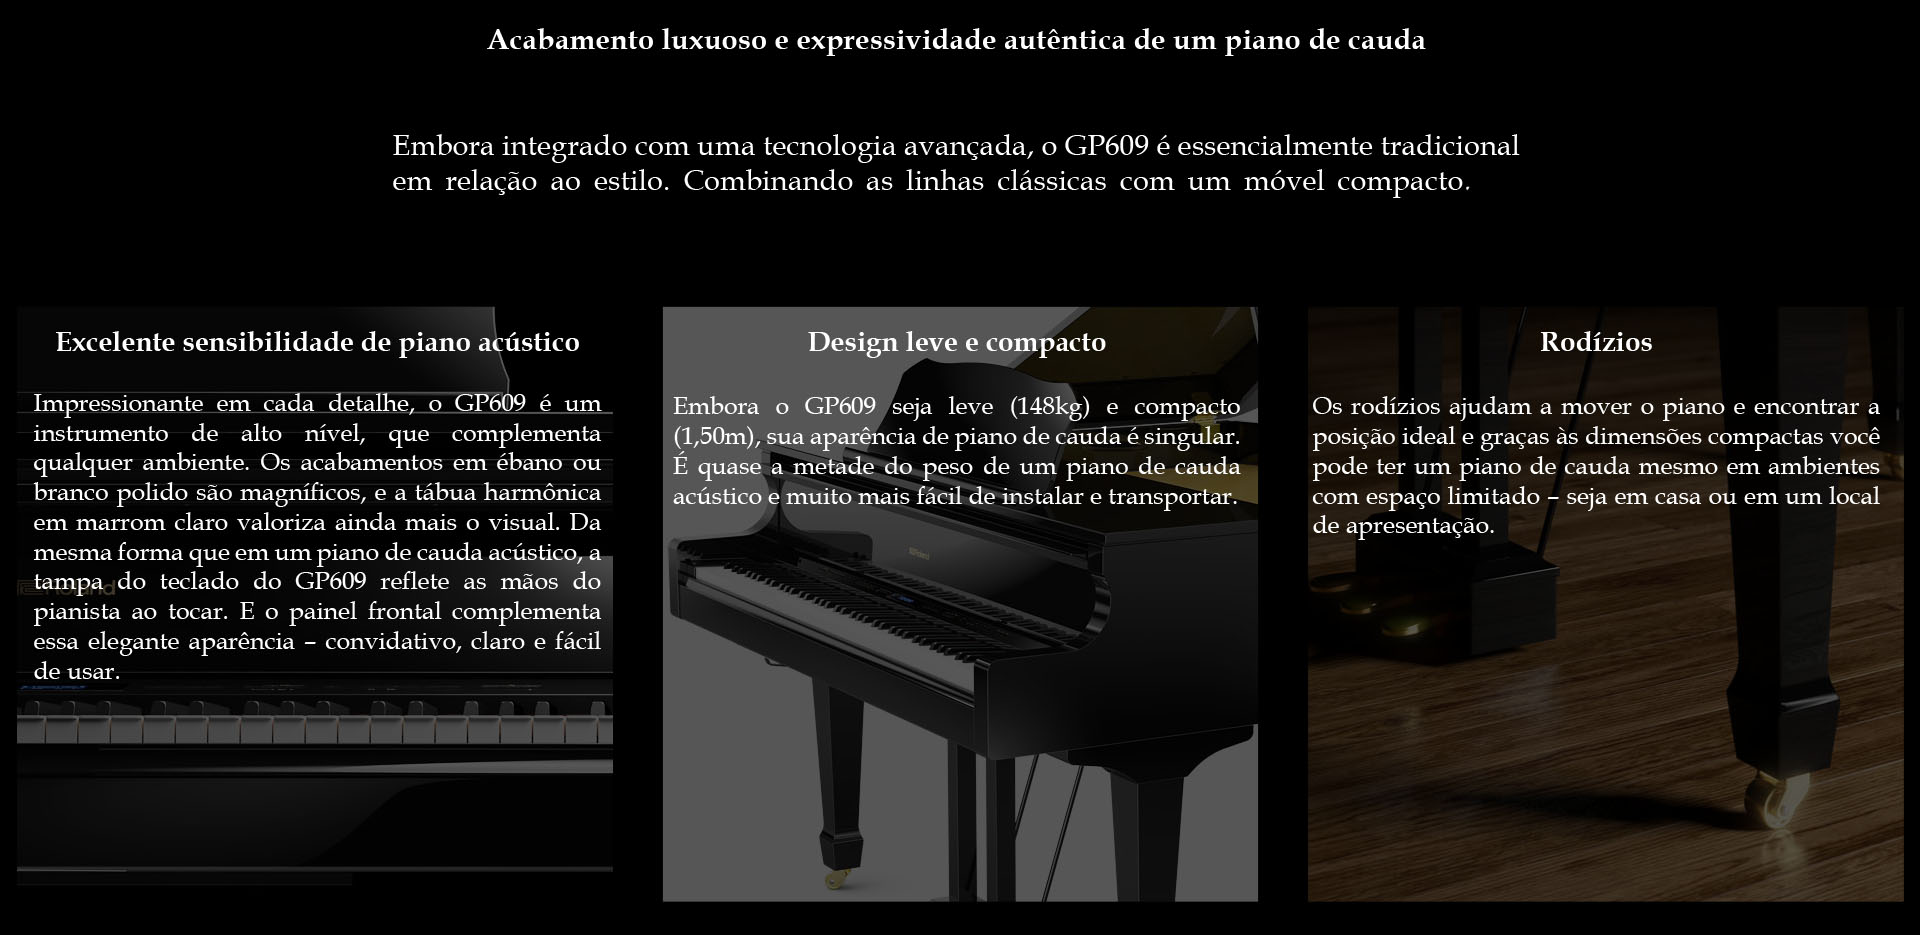 Acabamento luxuoso e expressividade autêntica de um piano de cauda
Embora integrado com uma tecnologia avançada, o GP609 é essencialmente tradicional
em relação ao estilo. Combinando as linhas clássicas com um móvel compacto.
Excelente sensibilidade de piano acústico
Impressionante em cada detalhe, o GP609 é um
instrumento de alto nível, que complementa
qualquer ambiente. Os acabamentos em ébano ou
branco polido são magníficos, e a tábua harmônica
em marrom claro valoriza ainda mais o visual. Da
mesma forma que em um piano de cauda acústico, a
tampa do teclado do GP609 reflete as mãos do
pianista ao tocar. E o painel frontal complementa
essa elegante aparência – convidativo, claro e fácil
de usar.
Roland
Design leve e compacto
Embora o GP609 seja leve (148kg) e compacto
(1,50m), sua aparência de piano de cauda é singular.
É quase a metade do peso de um piano de cauda
acústico e muito mais fácil de instalar e transportar.
Roland
Rodízios
Os rodízios ajudam a mover o piano e encontrar a
posição ideal e graças às dimensões compactas você
pode ter um piano de cauda mesmo em ambientes
com espaço limitado – seja em casa ou em um local
de apresentação.